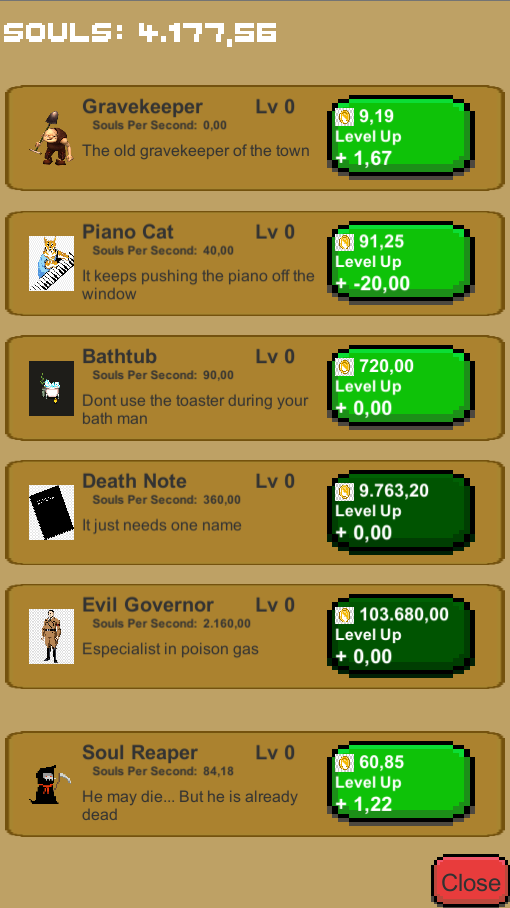 SOULS: 4.177,56
Gravekeeper Lv 0
Souls Per Second: 0,00
The old gravekeeper of the town
9,19
Level Up
+ 1,67
Piano Cat Lv 0
Souls Per Second: 40,00
It keeps pushing the piano off the
window
91,25
Level Up
+ -20,00
Bathtub Lv 0
Souls Per Second: 90,00
Dont use the toaster during your
bath man
720,00
Level Up
+ 0,00
Death Note Lv 0
Souls Per Second: 360,00
It just needs one name
9.763,20
Level Up
+ 0,00
Evil Governor Lv 0
Souls Per Second: 2.160,00
Especialist in poison gas
103.680,00
Level Up
+ 0,00
Soul Reaper Lv 0
Souls Per Second: 84,18
He may die... But he is already
dead
60,85
Level Up
+ 1,22
Close